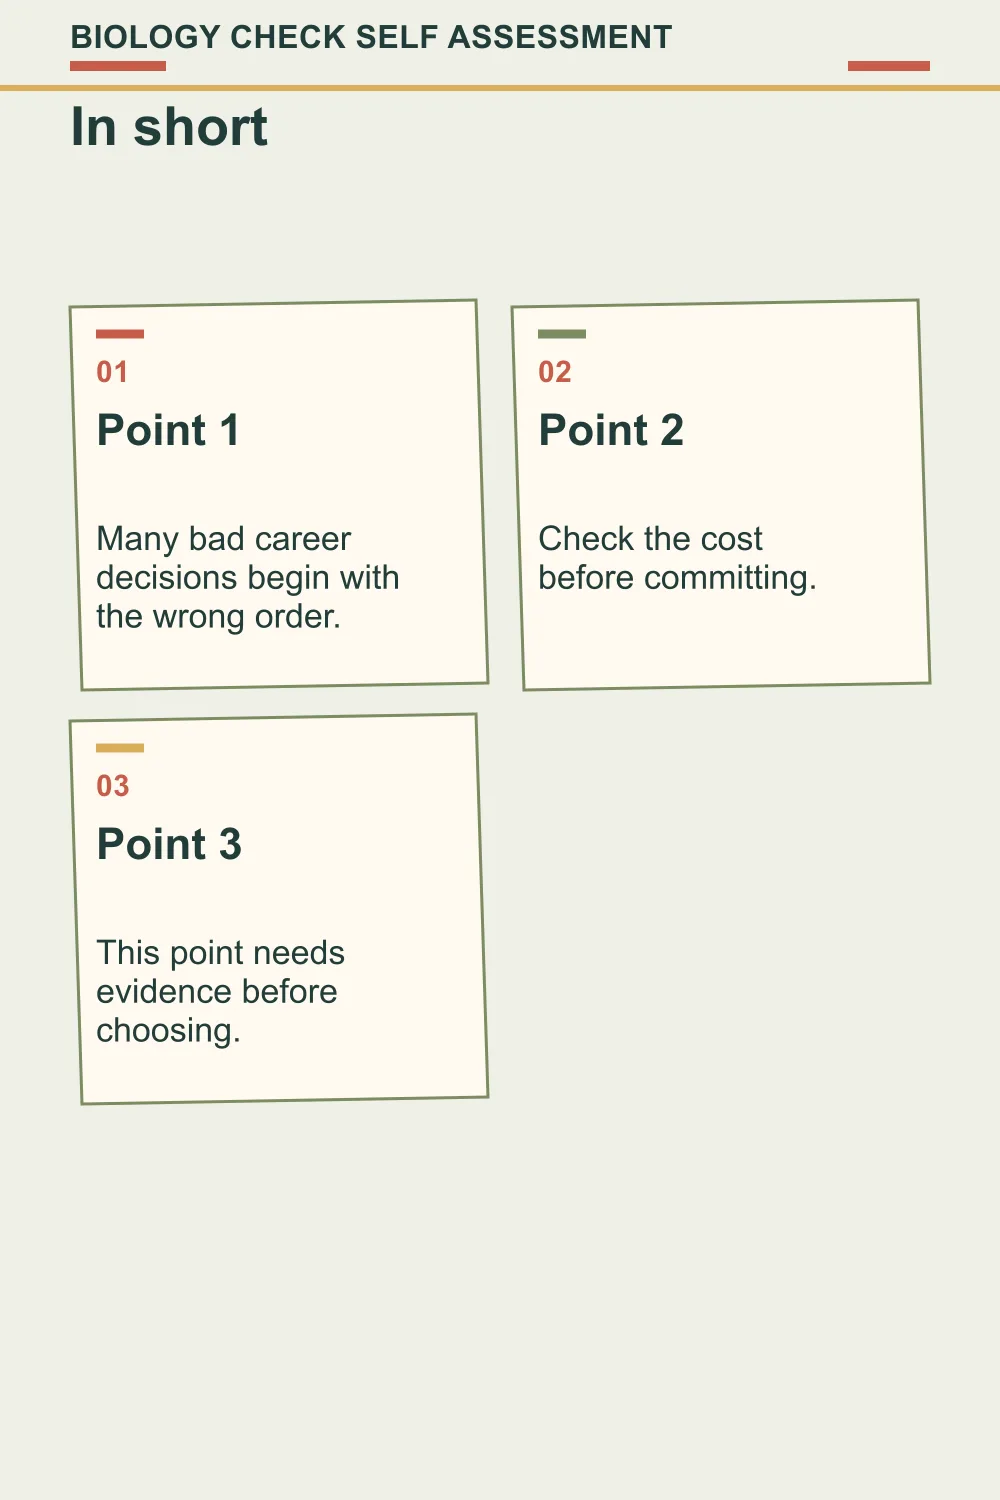 BIOLOGY CHECK SELF ASSESSMENT
In short
01
Point 1
Many bad career
decisions begin with
the wrong order.
02
Point 2
Check the cost
before committing.
03
Point 3
This point needs
evidence before
choosing.